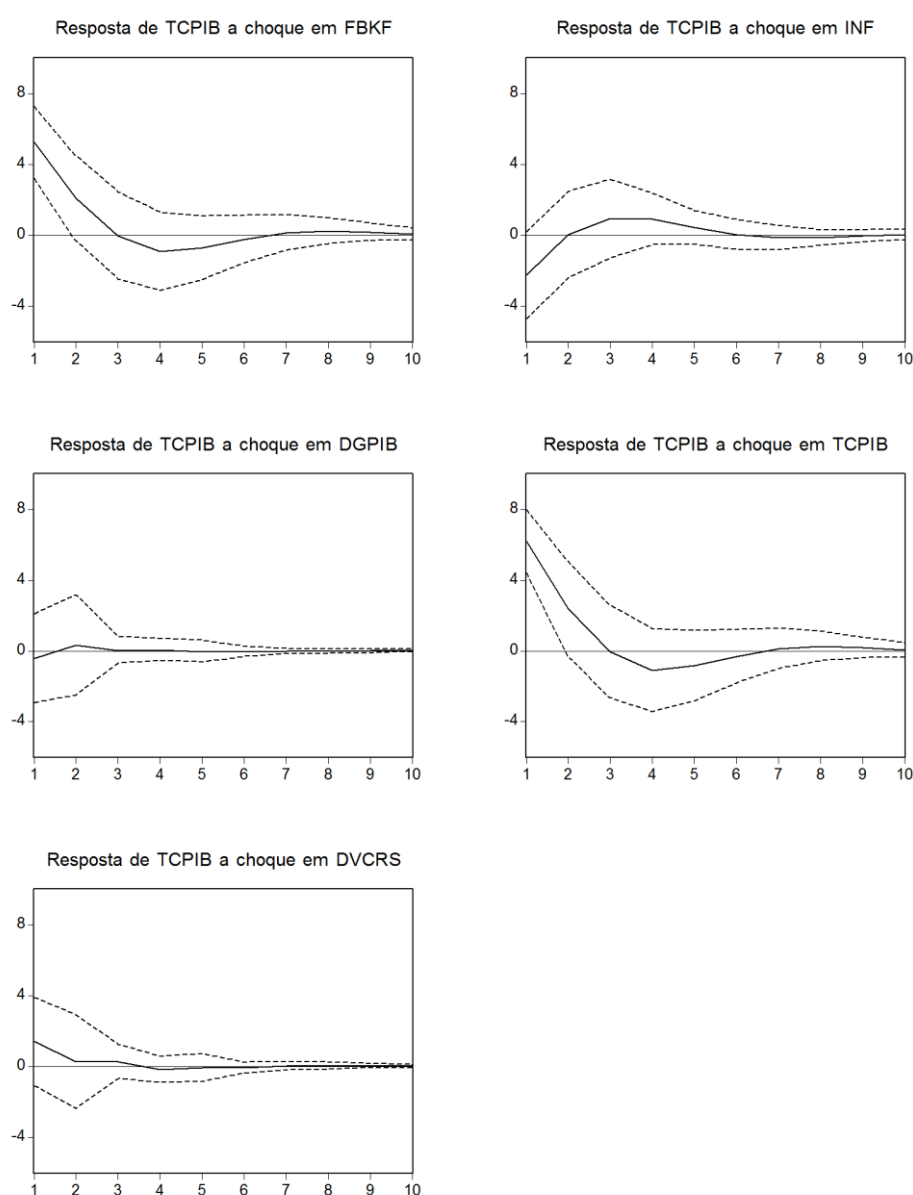 Resposta de TCPIB a choque em FBKF
8
4
0
-4
1 2 3 4 5 6 7 8 9 10
Resposta de TCPIB a choque em INF
8
4
0
-4
1 2 3 4 5 6 7 8 9 10
Resposta de TCPIB a choque em DGPIB
8
4
0
-4
1 2 3 4 5 6 7 8 9 10
Resposta de TCPIB a choque em TCPIB
8
4
0
-4
1 2 3 4 5 6 7 8 9 10
Resposta de TCPIB a choque em DVCRS
8
4
0
-4
1 2 3 4 5 6 7 8 9 10